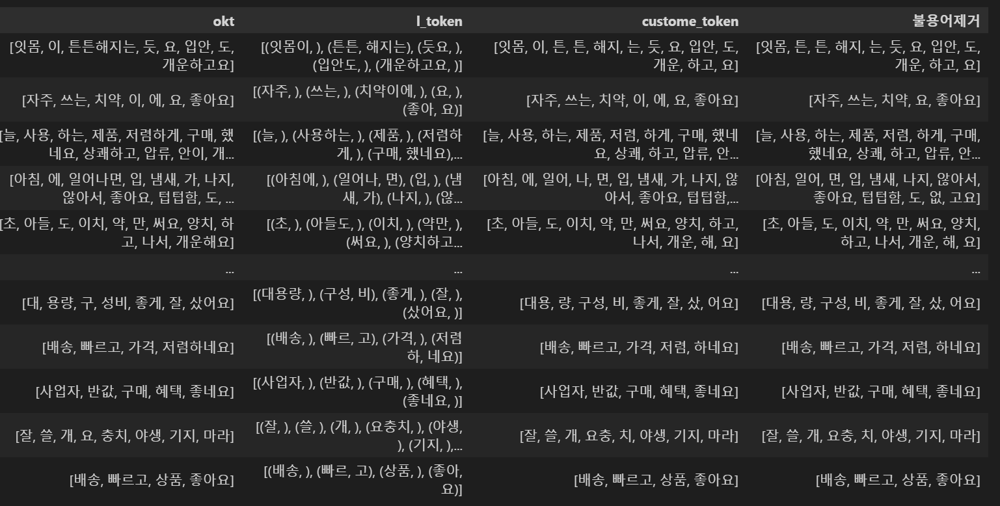 okt l_token custome_token 불용어제거
[잇몸, 이, 튼튼해지는, 듯, 요, 입안, 도, 개운하고요]
[(잇몸이, ), (튼튼, 해지는), (듯요, ), (입안도, ), (개운하고요, )]
[잇몸, 이, 튼, 튼, 해지, 는, 듯, 요, 입안, 도, 개운, 하고, 요]
[잇몸, 튼, 튼, 해지, 는, 듯, 요, 입안, 도, 개운, 하고, 요]
[자주, 쓰는, 치약, 이, 에, 요, 좋아요]
[(자주, ), (쓰는, ), (치약이에, ), (요, ), (좋아, 요)]
[자주, 쓰는, 치약, 이, 에, 요, 좋아요]
[자주, 쓰는, 치약, 요, 좋아요]
[늘, 사용, 하는, 제품, 저렴하게, 구매, 했네요, 상쾌하고, 압류, 안이, 개...
[(늘, ), (사용하는, ), (제품, ), (저렴하게, ), (구매, 했네요),...
[늘, 사용, 하는, 제품, 저렴, 하게, 구매, 했네요, 상쾌, 하고, 압류, 안...
[늘, 사용, 하는, 제품, 저렴, 하게, 구매, 했네요, 상쾌, 하고, 압류, 안...
[아침, 에, 일어나면, 입, 냄새, 가, 나지, 않아서, 좋아요, 텁텁함, 도, ...
[(아침에, ), (일어나, 면), (입, ), (냄새, 가), (나지, ), (않...
[아침, 에, 일어, 나, 면, 입, 냄새, 가, 나지, 않아서, 좋아요, 텁텁함,...
[아침, 일어, 면, 입, 냄새, 나지, 않아서, 좋아요, 텁텁함, 도, 없, 고요]
[초, 아들, 도, 이치, 약, 만, 써요, 양치, 하고, 나서, 개운해요]
[(초, ), (아들도, ), (이치, ), (약만, ), (써요, ), (양치하고...
[초, 아들, 도, 이치, 약, 만, 써요, 양치, 하고, 나서, 개운, 해, 요]
[초, 아들, 도, 이치, 약, 만, 써요, 양치, 하고, 나서, 개운, 해, 요]
... ... ... ...
[대, 용량, 구, 성비, 좋게, 잘, 샀어요]
[(대용량, ), (구성, 비), (좋게, ), (잘, ), (샀어요, )]
[대용, 량, 구성, 비, 좋게, 잘, 샀, 어요]
[대용, 량, 구성, 비, 좋게, 잘, 샀, 어요]
[배송, 빠르고, 가격, 저렴하네요]
[(배송, ), (빠르, 고), (가격, ), (저렴하, 네요)]
[배송, 빠르고, 가격, 저렴, 하네요]
[배송, 빠르고, 가격, 저렴, 하네요]
[사업자, 반값, 구매, 혜택, 좋네요]
[(사업자, ), (반값, ), (구매, ), (혜택, ), (좋네요, )]
[사업자, 반값, 구매, 혜택, 좋네요]
[사업자, 반값, 구매, 혜택, 좋네요]
[잘, 쓸, 개, 요, 충치, 야생, 기지, 마라]
[(잘, ), (쓸, ), (개, ), (요충치, ), (야생, ), (기지, ),...
[잘, 쓸, 개, 요충, 치, 야생, 기지, 마라]
[잘, 쓸, 개, 요충, 치, 야생, 기지, 마라]
[배송, 빠르고, 상품, 좋아요]
[(배송, ), (빠르, 고), (상품, ), (좋아, 요)]
[배송, 빠르고, 상품, 좋아요]
[배송, 빠르고, 상품, 좋아요]